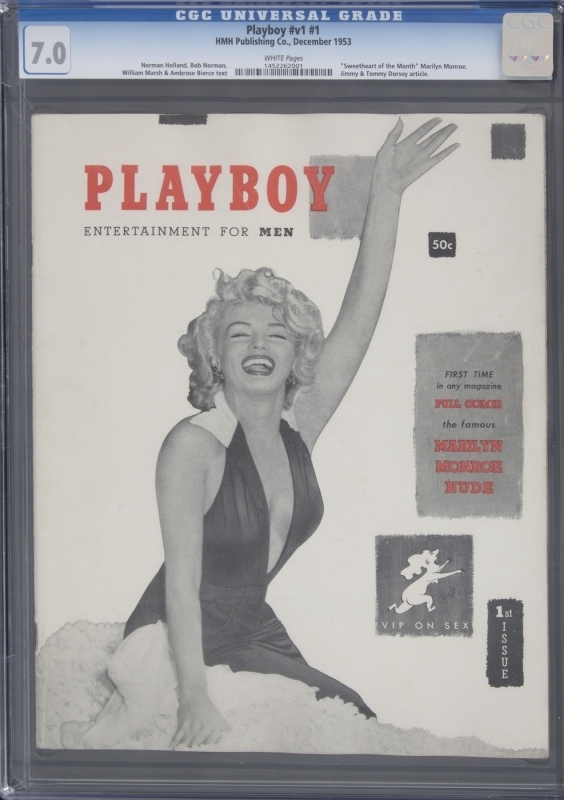 CGC UNIVERSAL GRADE
7.0
Playboy #v1 #1
HMH Publishing Co., December 1953
WHITE Pages
Norman Holland, Bob Norman,
William Marsh & Ambrose Bierce text
1452262001
"Sweetheart of the Month" Marilyn Monroe.
Jimmy & Tommy Dorsey article.
CGC
PLAYBOY
ENTERTAINMENT FOR MEN
50c
FIRST TIME
in any magazine
FULL COLOR
the famous
MARILYN
MONROE
NUDE
VIP ON SEX
1st
ISSUE